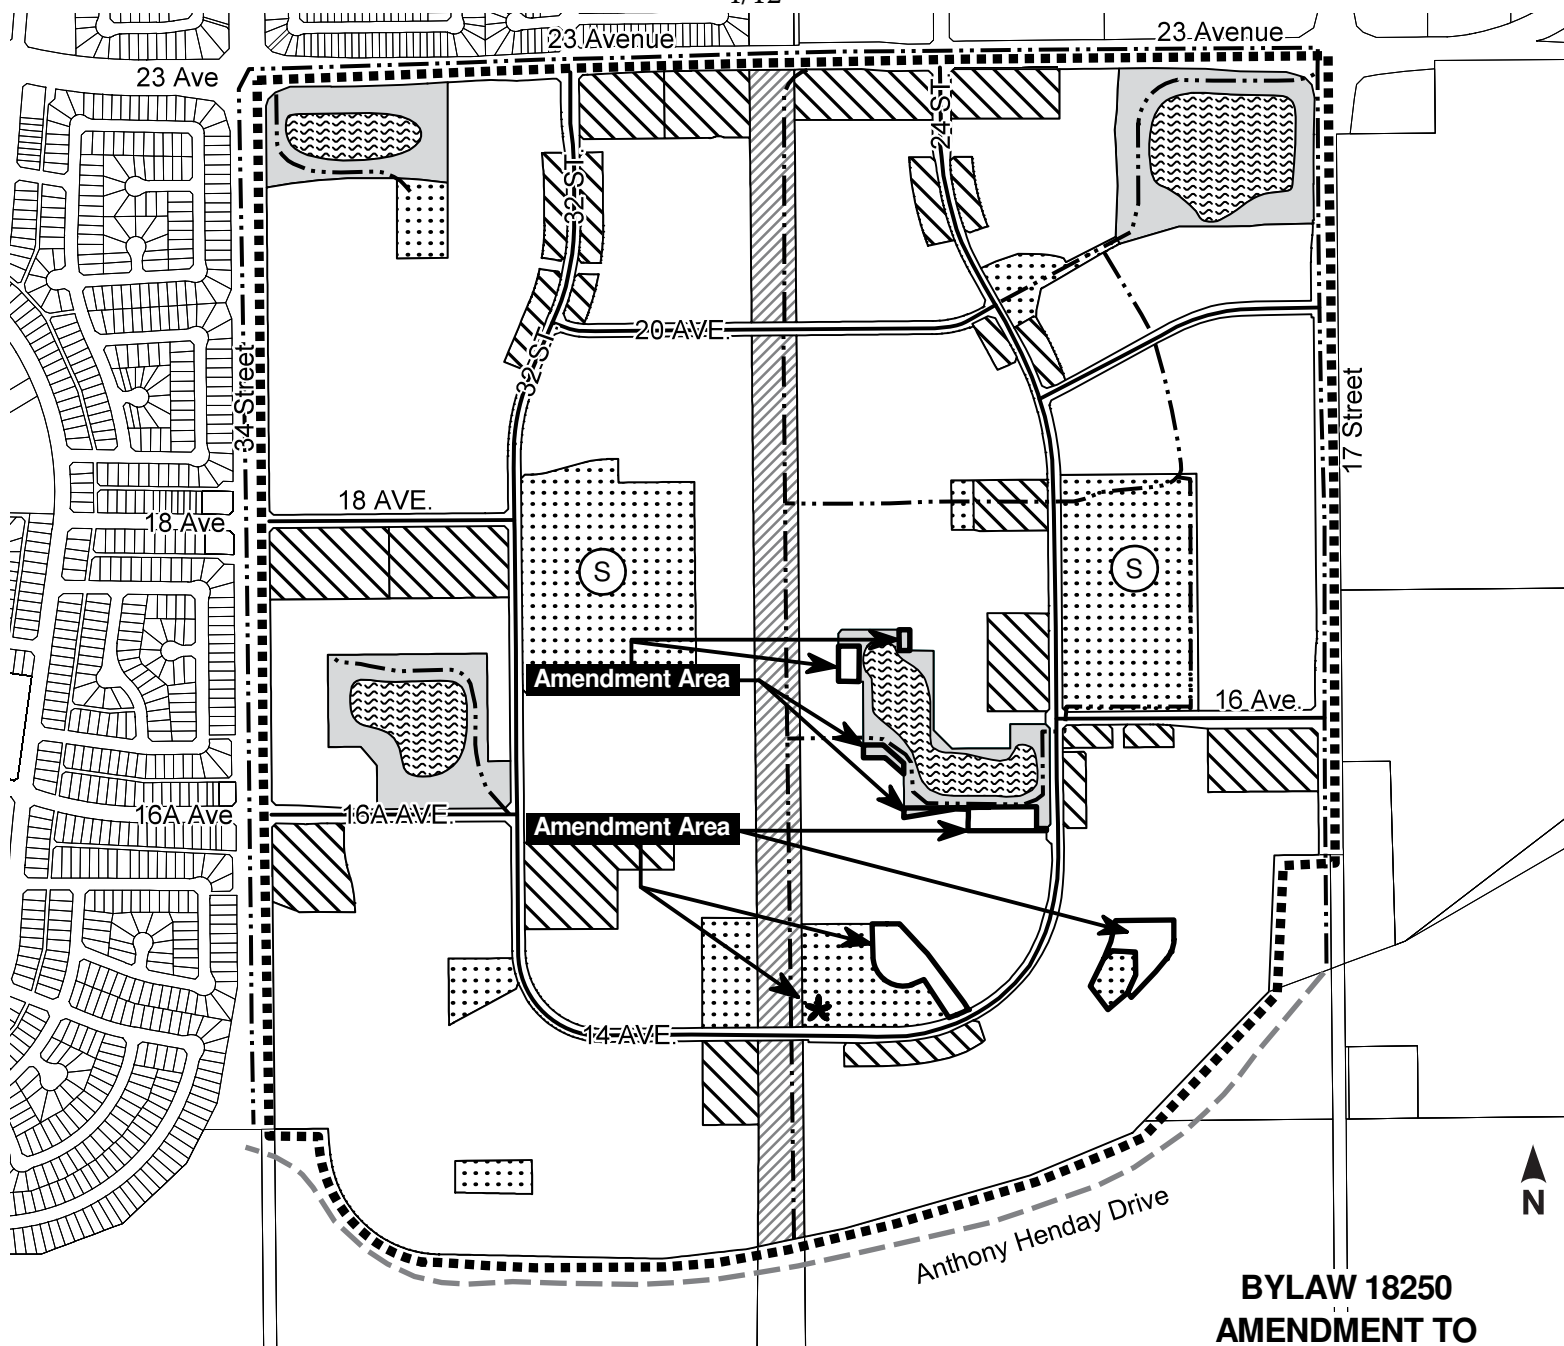 23 Avenue
23 Avenue
23 Ave
24 ST.
32 ST.
20 AVE.
32 ST.
34 Street
17 Street
18 AVE.
18 Ave
S
S
Amendment Area
16 Ave.
16A Ave
16A AVE.
Amendment Area
14 AVE.
N
Anthony Henday Drive
BYLAW 18250
AMENDMENT TO